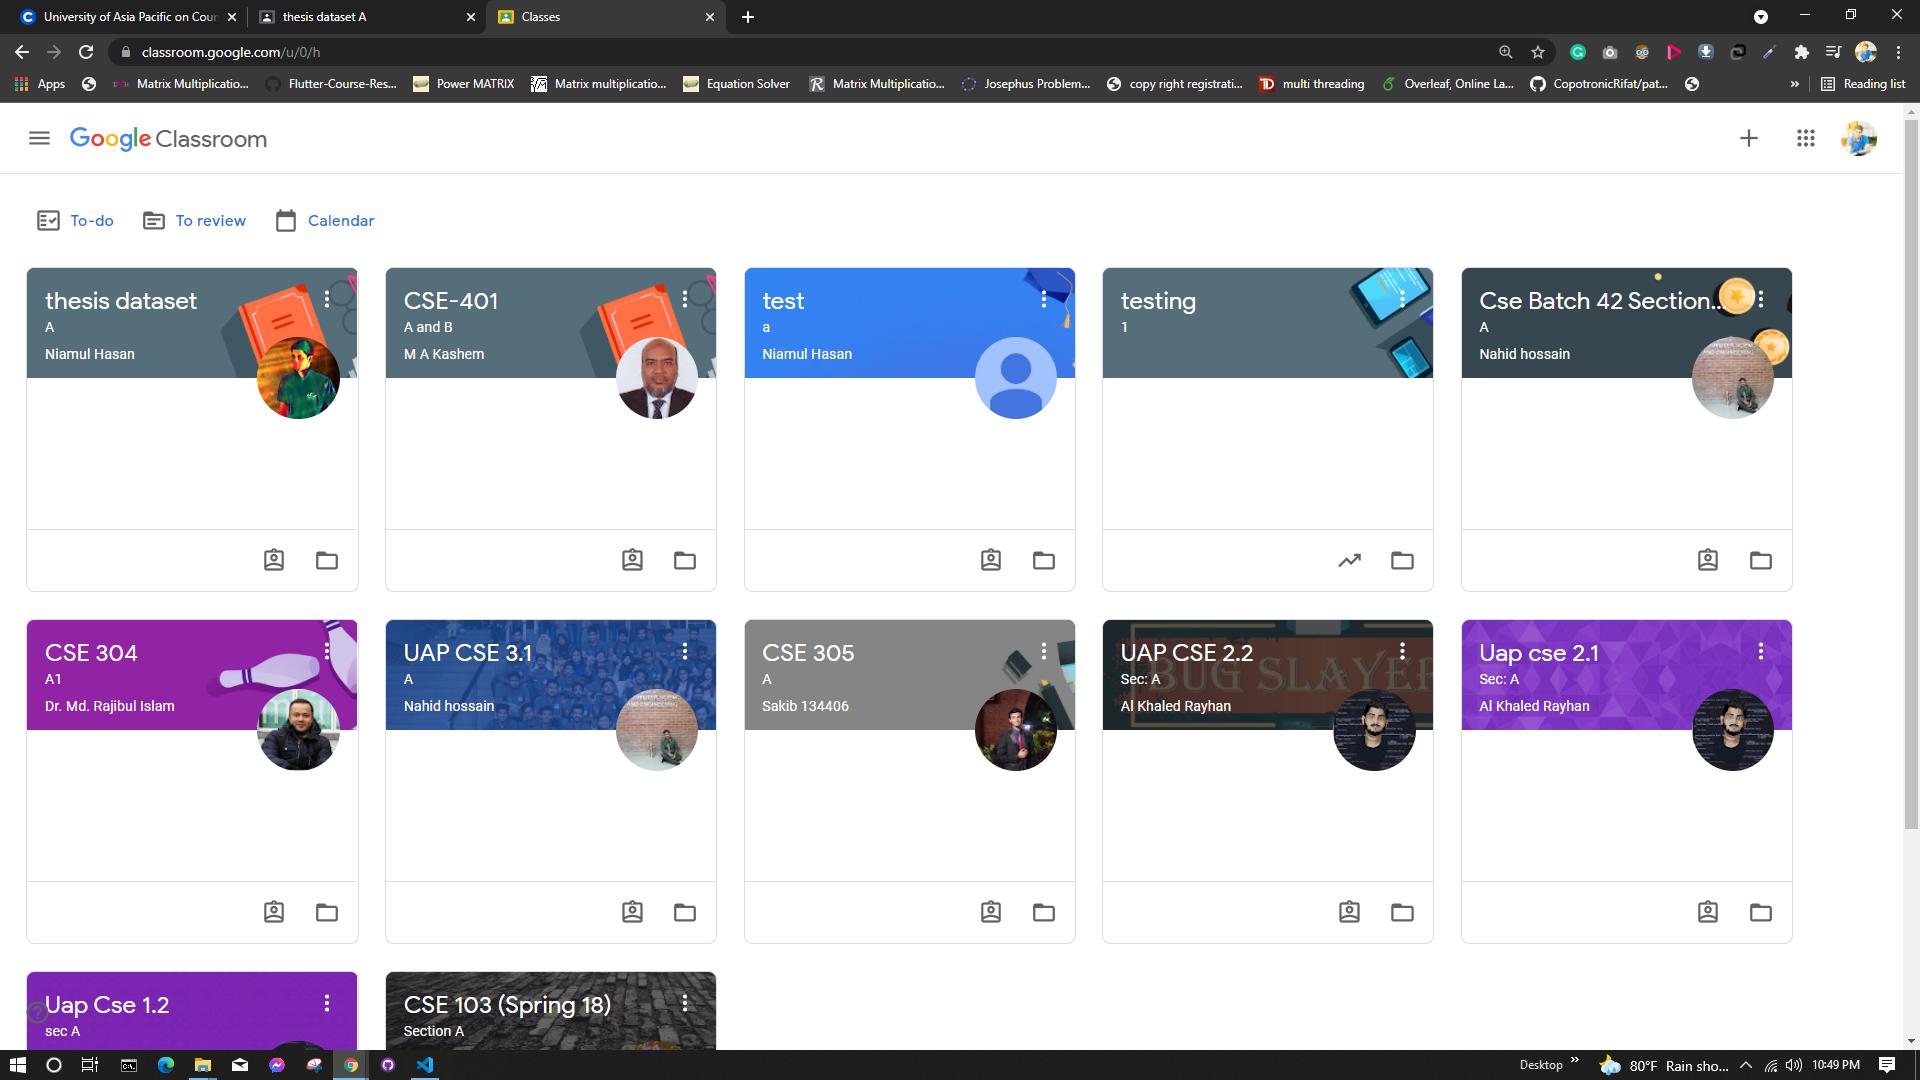 University of Asia Pacific on Cour
thesis dataset A
Classes
classroom.google.com/u/0/h
Apps
Matrix Multiplicatio...
Flutter-Course-Res...
Power MATRIX
Matrix multiplicatio...
Equation Solver
Matrix Multiplicatio...
Josephus Problem...
copy right registrati...
TD
multi threading
Overleaf, Online La...
CopotronicRifat/pat...
»
Reading list
Google Classroom
To-do
To review
Calendar
thesis dataset
A
Niamul Hasan
CSE-401
A and B
M A Kashem
test
a
Niamul Hasan
testing
1
Cse Batch 42 Section...
A
Nahid hossain
CSE 304
A1
Dr. Md. Rajibul Islam
UAP CSE 3.1
A
Nahid hossain
CSE 305
A
Sakib 134406
UAP CSE 2.2
Sec: A
Al Khaled Rayhan
BUG SLAYER
Uap cse 2.1
Sec: A
Al Khaled Rayhan
Uap Cse 1.2
sec A
CSE 103 (Spring 18)
Section A
Desktop
»
80°F Rain sho...
10:49 PM